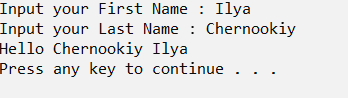 Input your First Name : Ilya
Input your Last Name : Chernookiy
Hello Chernookiy Ilya
Press any key to continue . . .